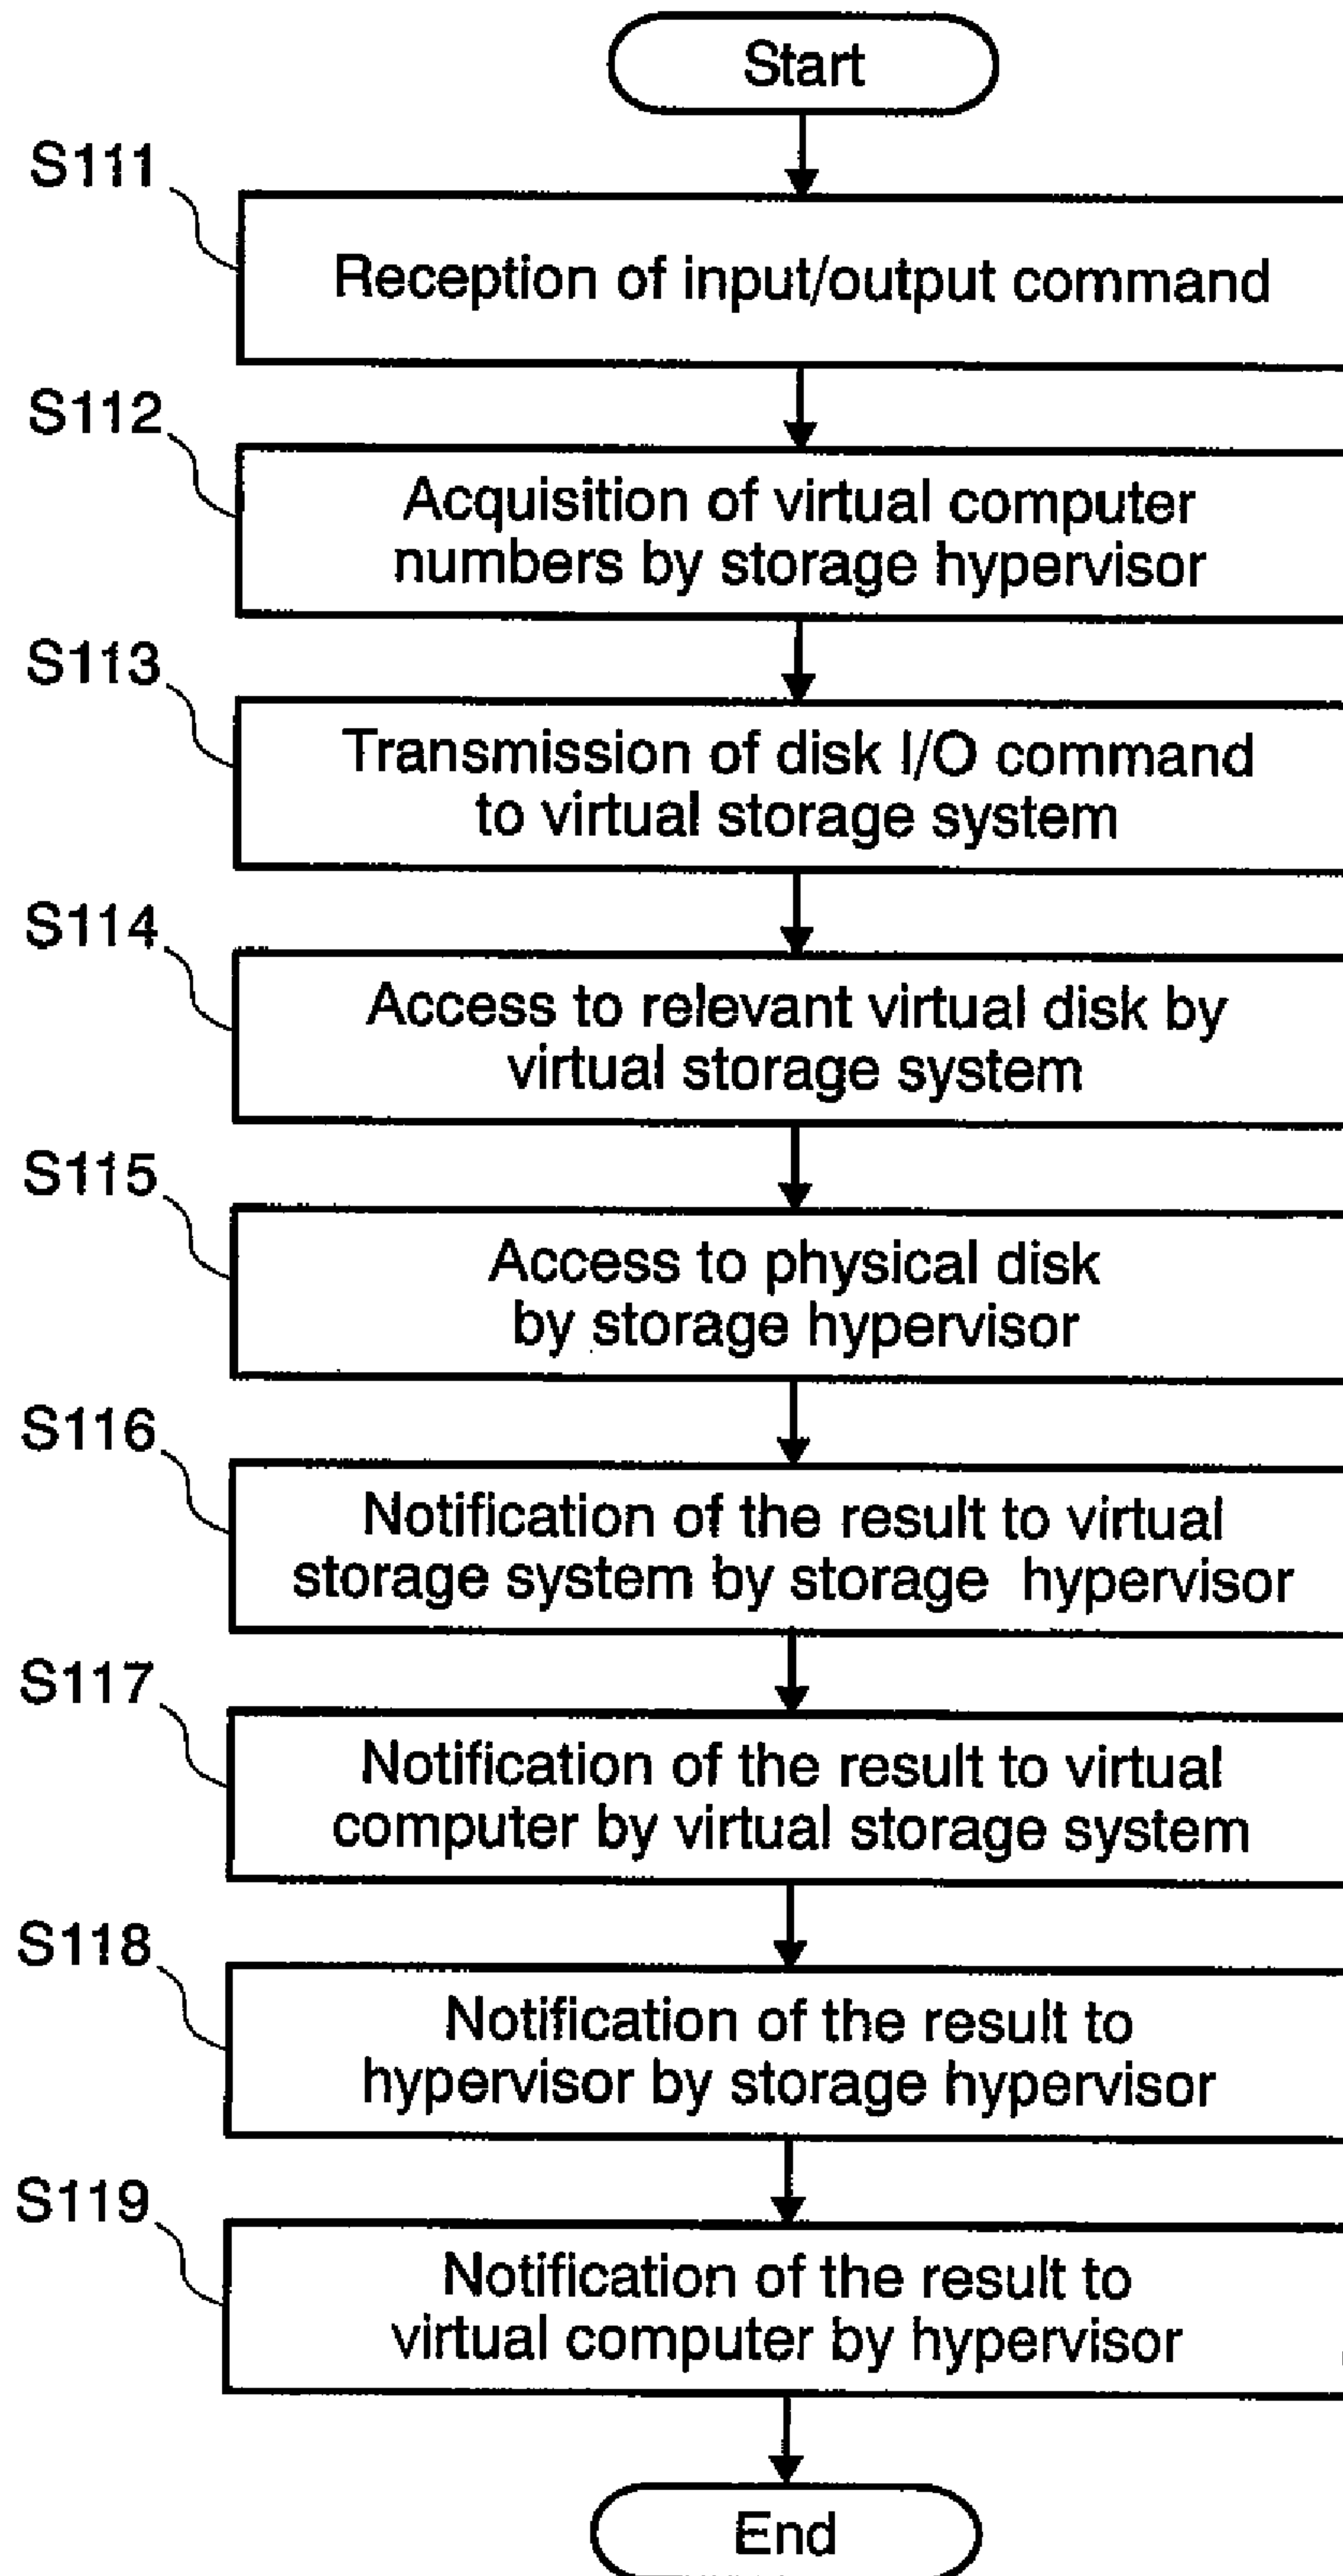 Start
S111
Reception of input/output command
S112
Acquisition of virtual computer
numbers by storage hypervisor
S113
Transmission of disk I/O command
to virtual storage system
S114
Access to relevant virtual disk by
virtual storage system
S115
Access to physical disk
by storage hypervisor
S116
Notification of the result to virtual
storage system by storage hypervisor
S117
Notification of the result to virtual
computer by virtual storage system
S118
Notification of the result to
hypervisor by storage hypervisor
S119
Notification of the result to
virtual computer by hypervisor
End